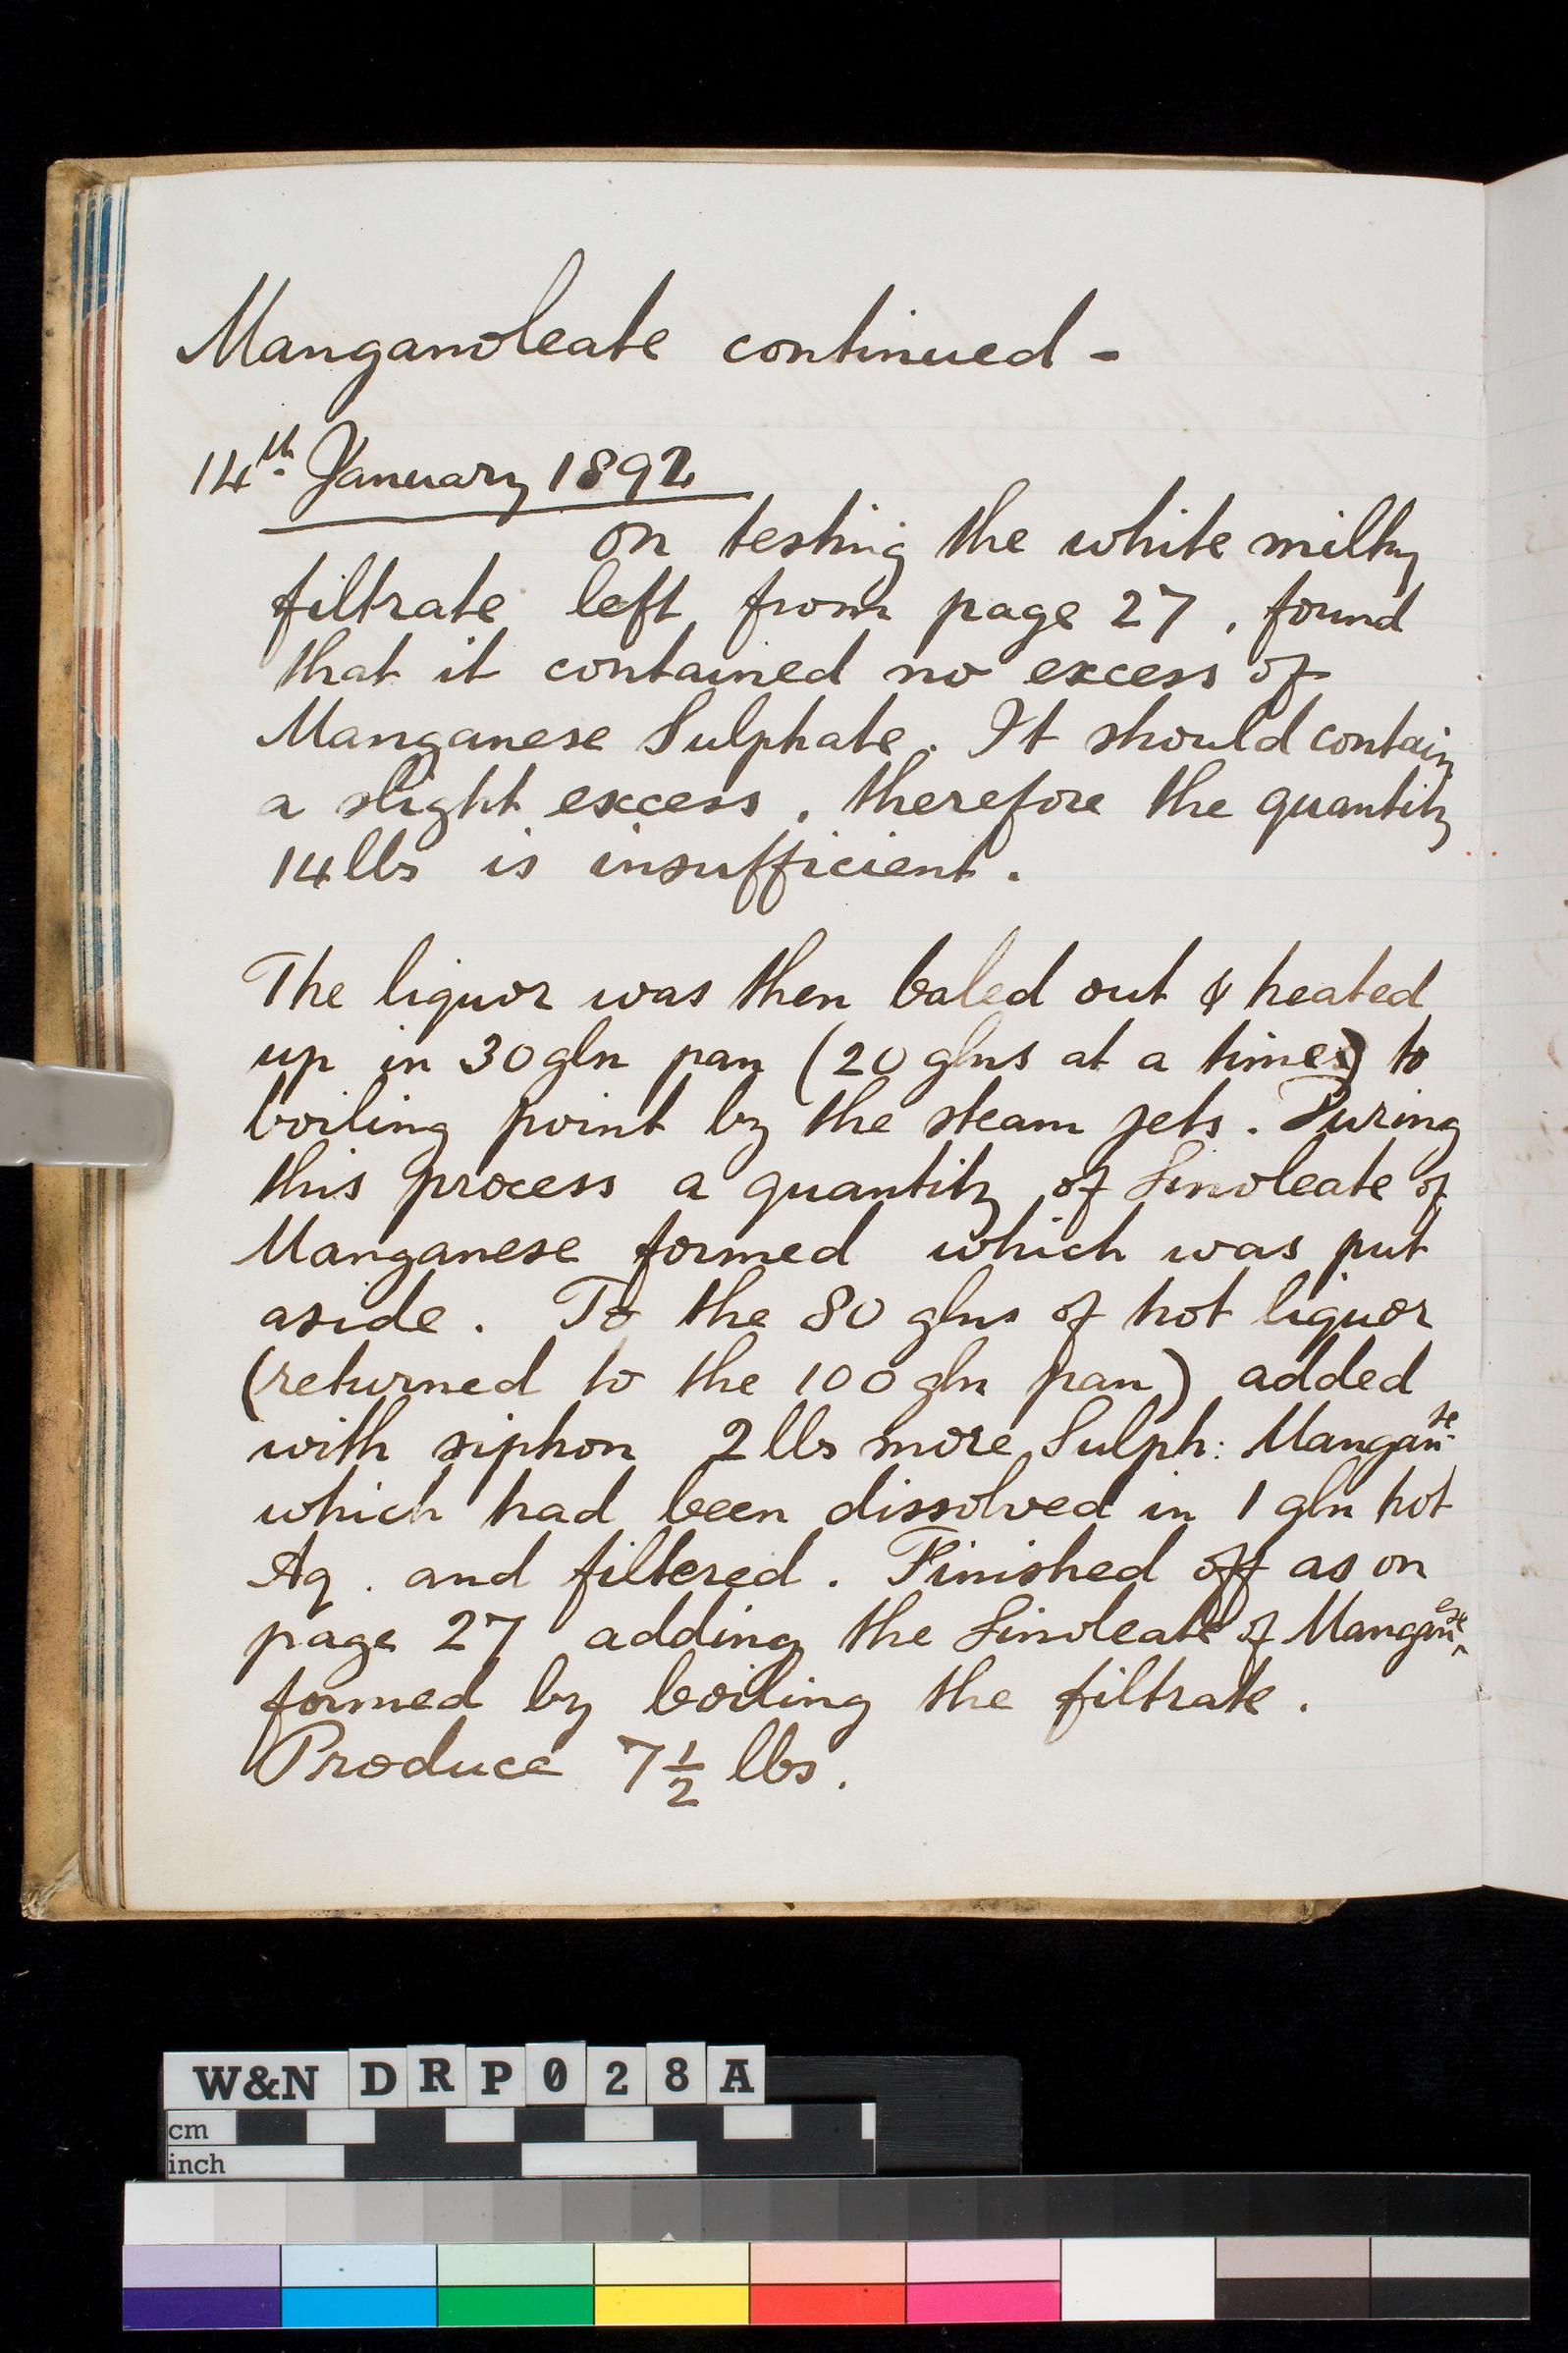 Manganoleate continued -
14th January 1892
on testing the white milky
filtrate left from page 27, found
that it contained no excess of
Manganese Sulphate. It should contain
a slight excess, therefore the quantity
14 lbs is insufficient.
The liquor was then baled out & heated
up in 30 gln pan (20 glns at a time) to
boiling point by the steam jets. During
this process a quantity of Linoleate of
Manganese formed which was put
aside. To the 80 glns of hot liquor
(returned to the 100 gln pan) added
with siphon 2 lbs more Sulph: Manganse
which had been dissolved in 1 gln hot
Aq. and filtered. Finished off as on
page 27 adding the Linoleate of Manganese
formed by boiling the filtrate.
Produce 7 1/2 lbs.
W&N DRP028A
cm
inch